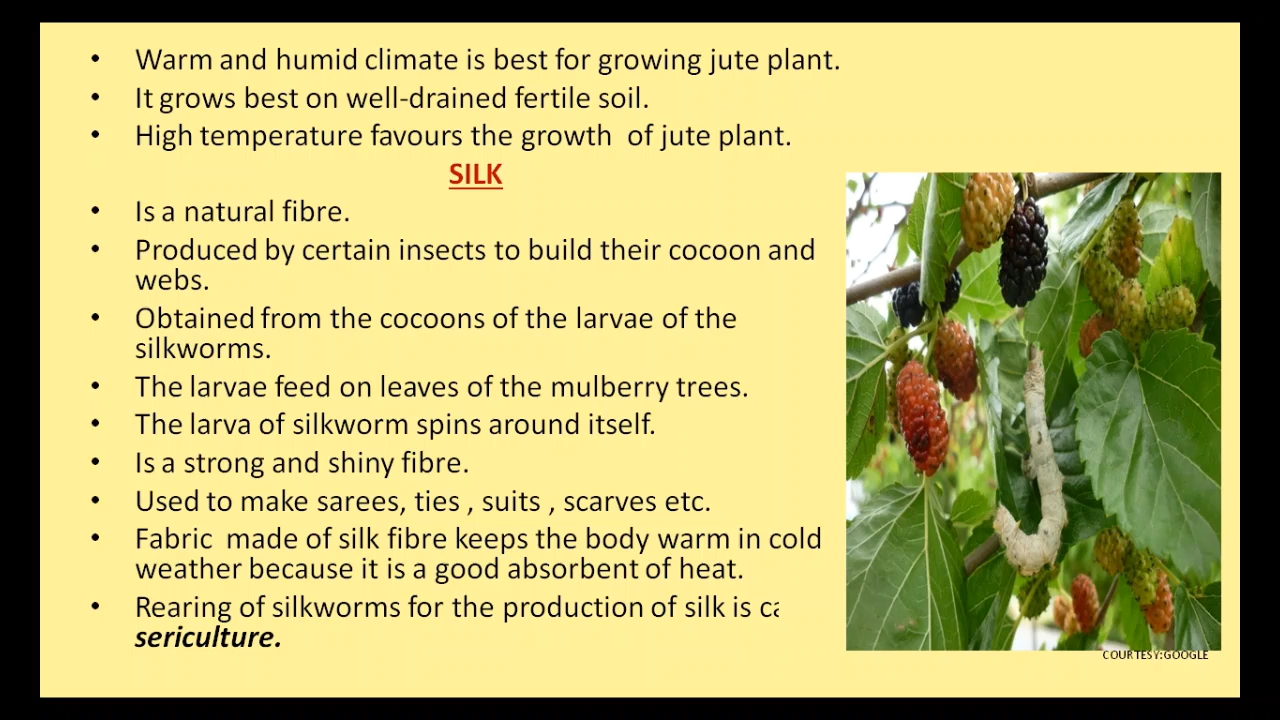 • Warm and humid climate is best for growing jute plant.
• It grows best on well-drained fertile soil.
• High temperature favours the growth of jute plant.
SILK
• Is a natural fibre.
• Produced by certain insects to build their cocoon and
webs.
• Obtained from the cocoons of the larvae of the
silkworms.
• The larvae feed on leaves of the mulberry trees.
• The larva of silkworm spins around itself.
• Is a strong and shiny fibre.
• Used to make sarees, ties , suits , scarves etc.
• Fabric made of silk fibre keeps the body warm in cold
weather because it is a good absorbent of heat.
• Rearing of silkworms for the production of silk is
sericulture.
COURTESY:GOOGLE